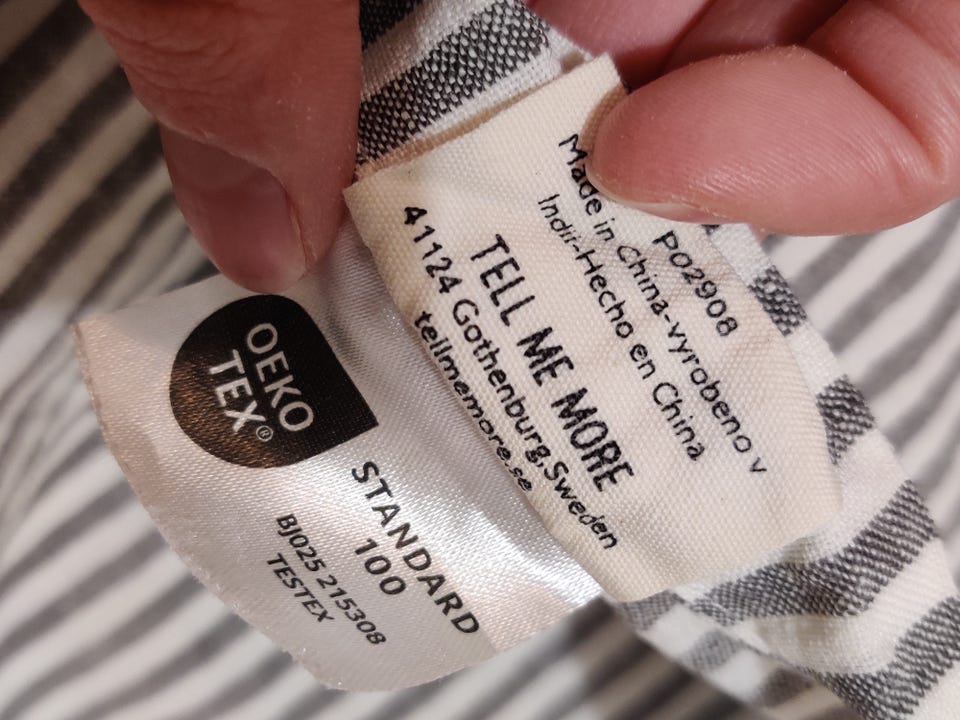 P02908
Made in China-vyrobeno v
Indii-Hecho en China
TELL ME MORE
41124 Gothenburg,Sweden
tellmemore.se
OEKO
TEX®
STANDARD
100
BJ025 215308
TESTEX